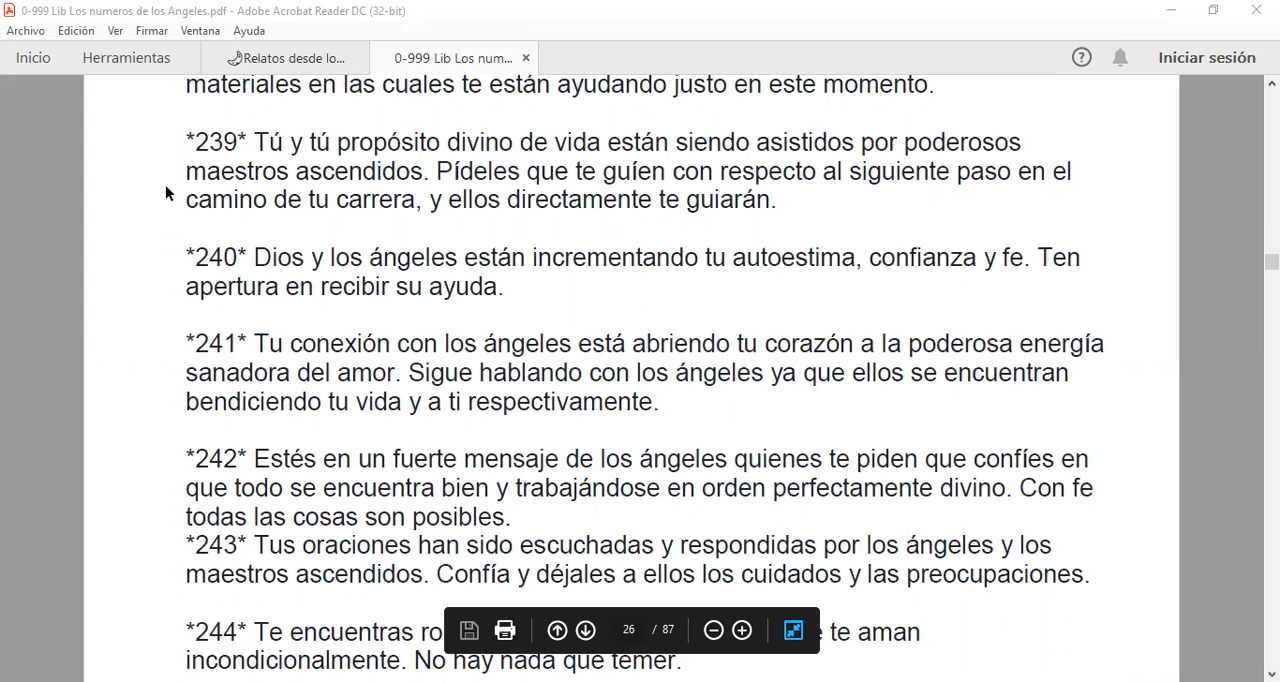 0-999 Lib Los numeros de los Angeles.pdf - Adobe Acrobat Reader DC (32-bit)
Archivo Edición Ver Firmar Ventana Ayuda
Inicio Herramientas Relatos desde lo... 0-999 Lib Los num... × ? Iniciar sesión
materiales en las cuales te están ayudando justo en este momento.
*239* Tú y tú propósito divino de vida están siendo asistidos por poderosos
maestros ascendidos. Pídeles que te guíen con respecto al siguiente paso en el
camino de tu carrera, y ellos directamente te guiarán.
*240* Dios y los ángeles están incrementando tu autoestima, confianza y fe. Ten
apertura en recibir su ayuda.
*241* Tu conexión con los ángeles está abriendo tu corazón a la poderosa energía
sanadora del amor. Sigue hablando con los ángeles ya que ellos se encuentran
bendiciendo tu vida y a ti respectivamente.
*242* Estés en un fuerte mensaje de los ángeles quienes te piden que confíes en
que todo se encuentra bien y trabajándose en orden perfectamente divino. Con fe
todas las cosas son posibles.
*243* Tus oraciones han sido escuchadas y respondidas por los ángeles y los
maestros ascendidos. Confía y déjales a ellos los cuidados y las preocupaciones.
*244* Te encuentras te aman
incondicionalmente. No hay nada que temer.
26 / 87